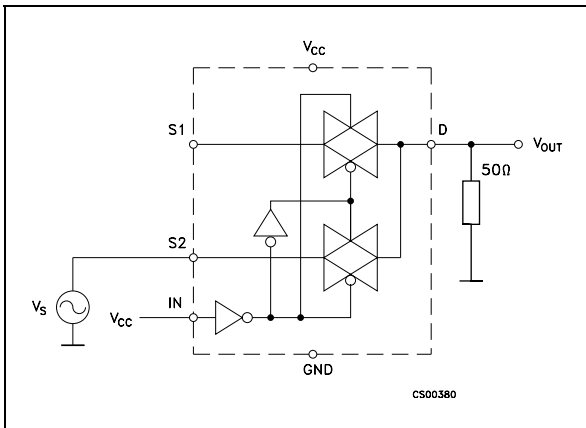 V_CC
S1
D
V_OUT
50Ω
S2
V_S
V_CC
IN
GND
CS00380